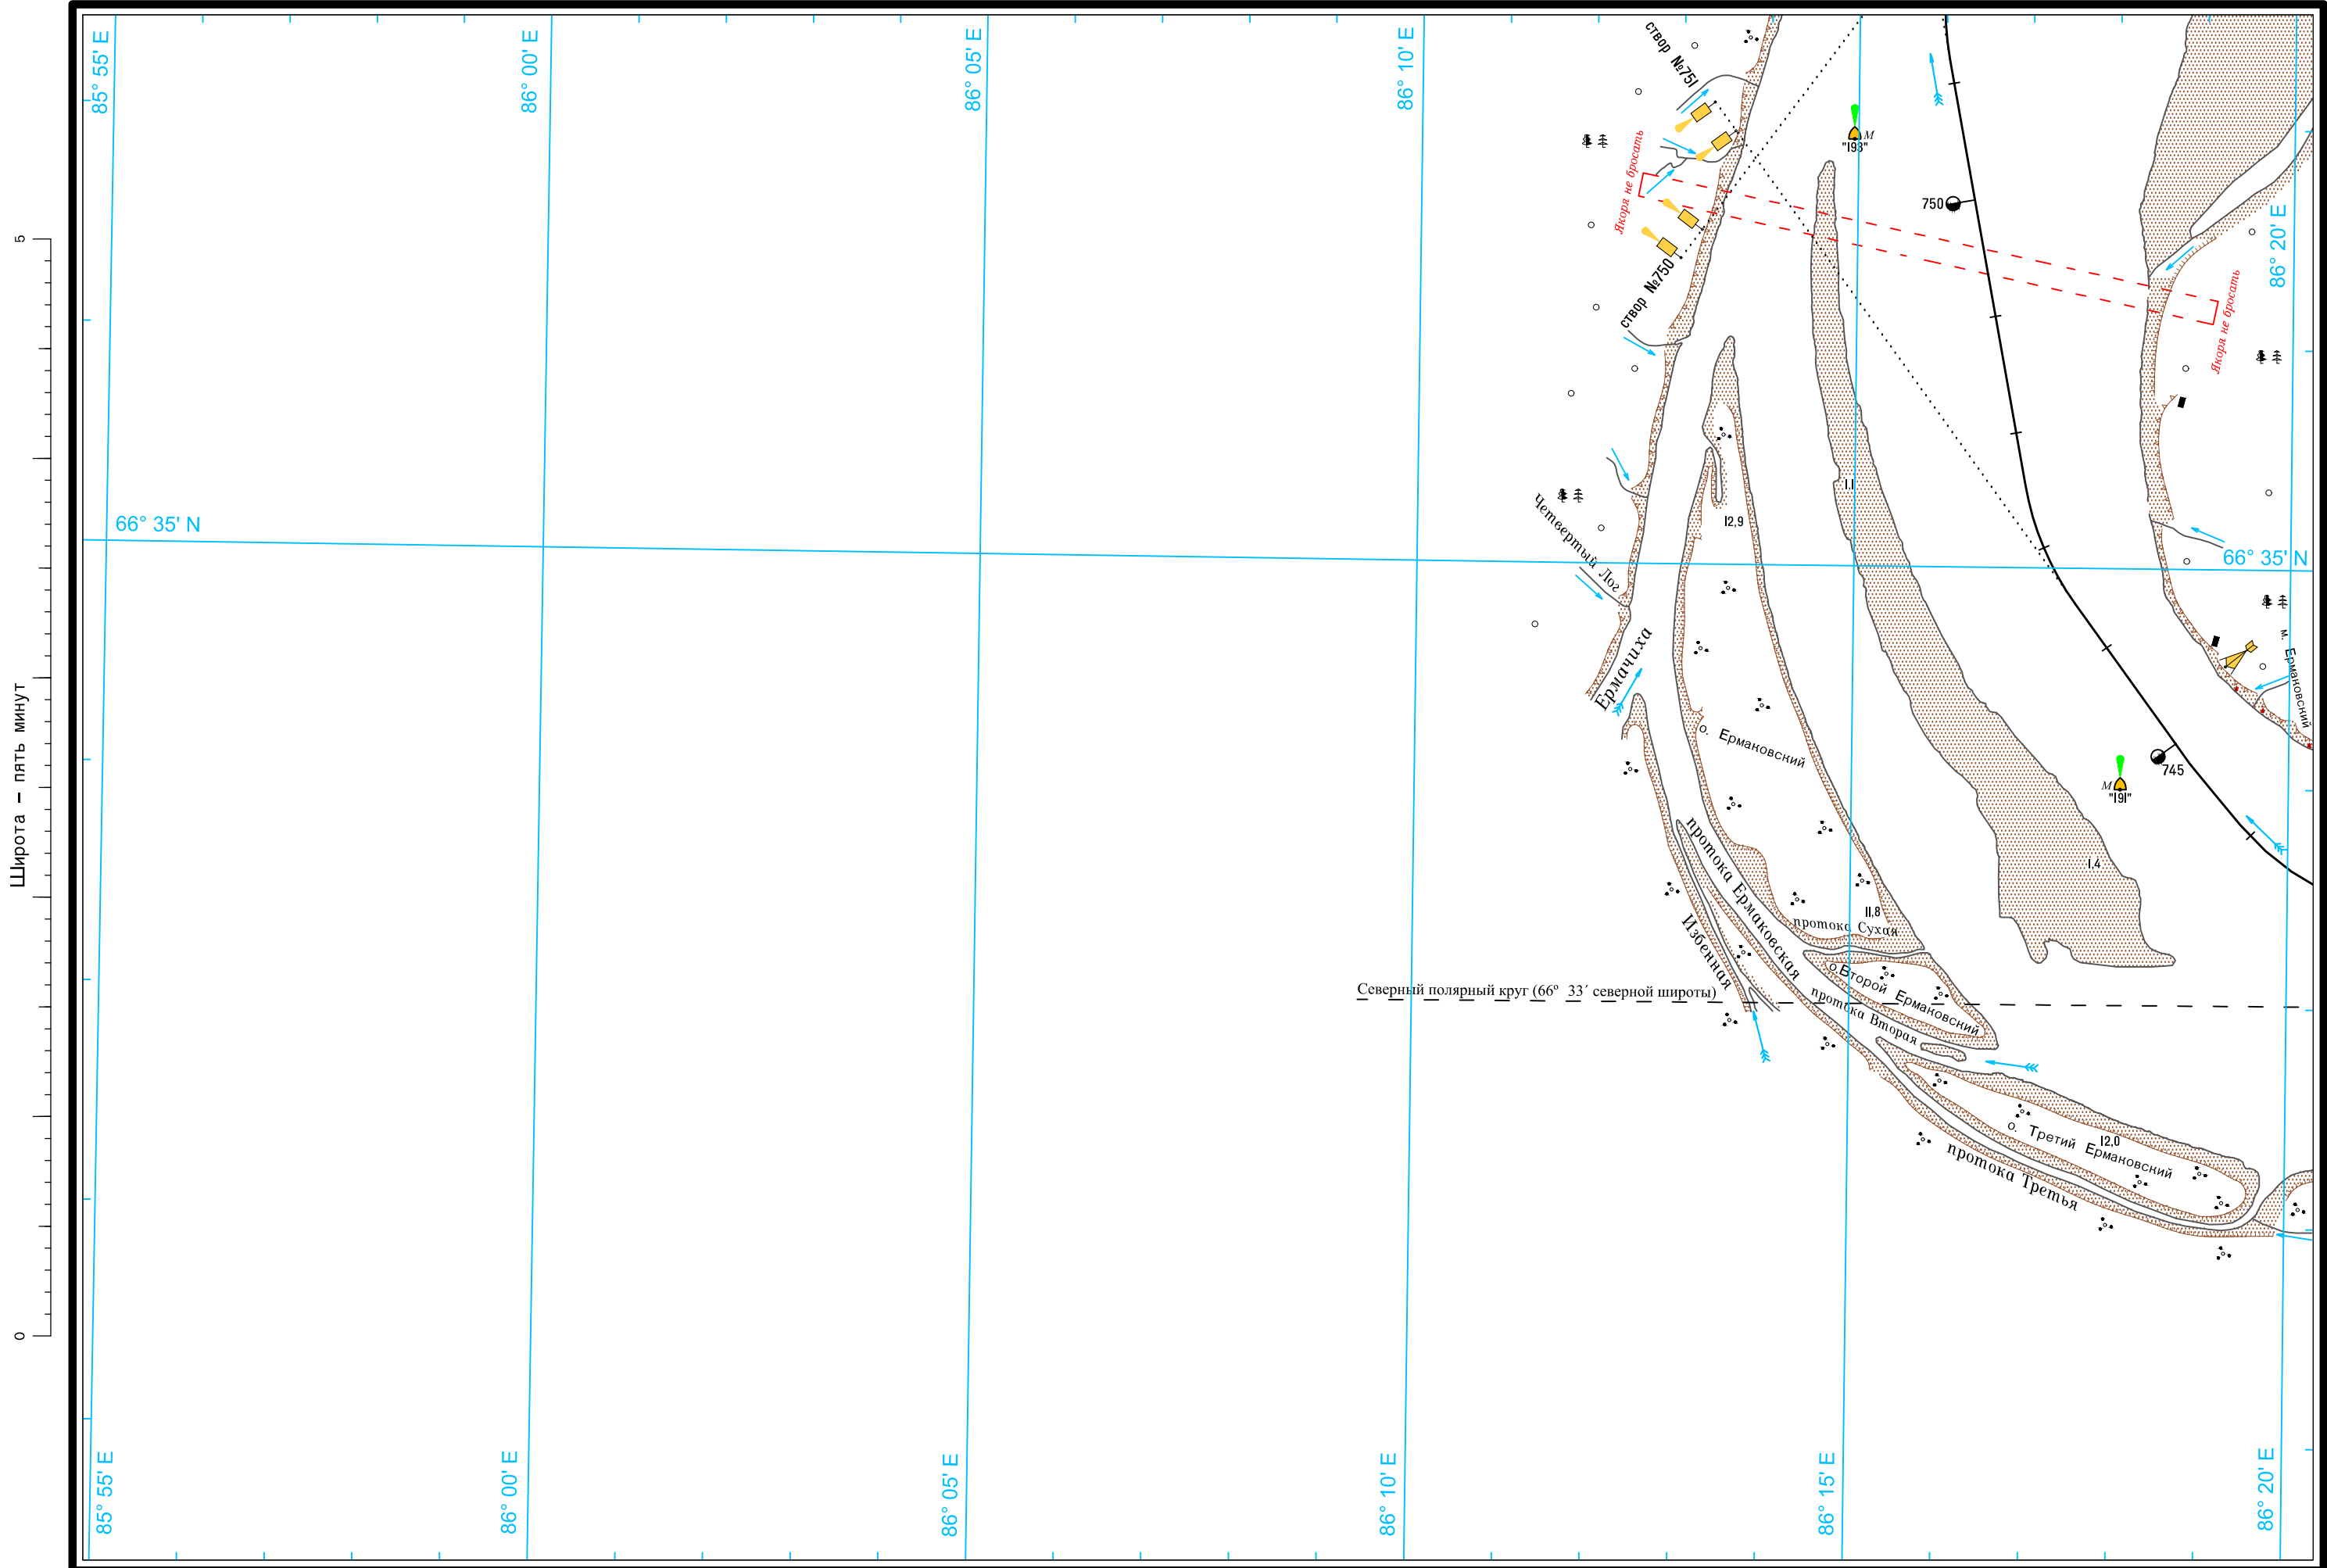 85° 55' E
86° 00' E
86° 05' E
86° 10' E
створ №751
"193"
М
Якоря не бросать
750
86° 20' E
5
створ №750
Якоря не бросать
1,1
Четвертый Лог
12,9
66° 35' N
66° 35' N
Ермачиха
м. Ермаковский
о. Ермаковский
745
М
"191"
Широта – пять минут
протока Ермаковская
1,4
11,8
протока Сухая
Избенная
о.Второй Ермаковский
Северный полярный круг (66° 33´ северной широты)
протока Вторая
12,0
о. Третий Ермаковский
протока Третья
0
85° 55' E
86° 00' E
86° 05' E
86° 10' E
86° 15' E
86° 20' E